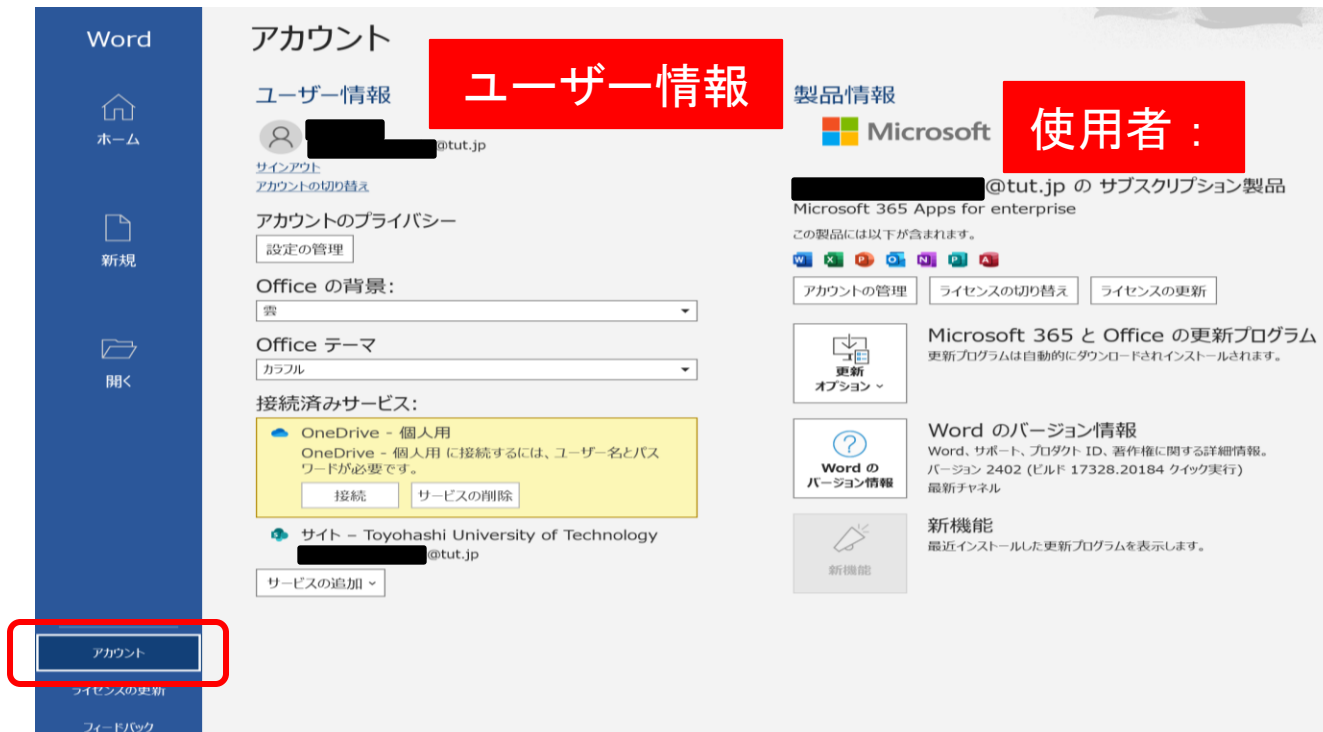 Word
ホーム
新規
開く
アカウント
ライセンスの更新
フィードバック
アカウント
ユーザー情報
ユーザー情報
@tut.jp
サインアウト
アカウントの切り替え
アカウントのプライバシー
設定の管理
Office の背景:
雲
Office テーマ
カラフル
接続済みサービス:
OneDrive - 個人用
OneDrive - 個人用 に接続するには、ユーザー名とパス
ワードが必要です。
接続
サービスの削除
サイト – Toyohashi University of Technology
@tut.jp
サービスの追加
製品情報
Microsoft
使用者：
@tut.jp の サブスクリプション製品
Microsoft 365 Apps for enterprise
この製品には以下が含まれます。
アカウントの管理
ライセンスの切り替え
ライセンスの更新
更新
オプション
Microsoft 365 と Office の更新プログラム
更新プログラムは自動的にダウンロードされインストールされます。
Word の
バージョン情報
Word のバージョン情報
Word、サポート、プロダクト ID、著作権に関する詳細情報。
バージョン 2402 (ビルド 17328.20184 クイック実行)
最新チャネル
新機能
新機能
最近インストールした更新プログラムを表示します。